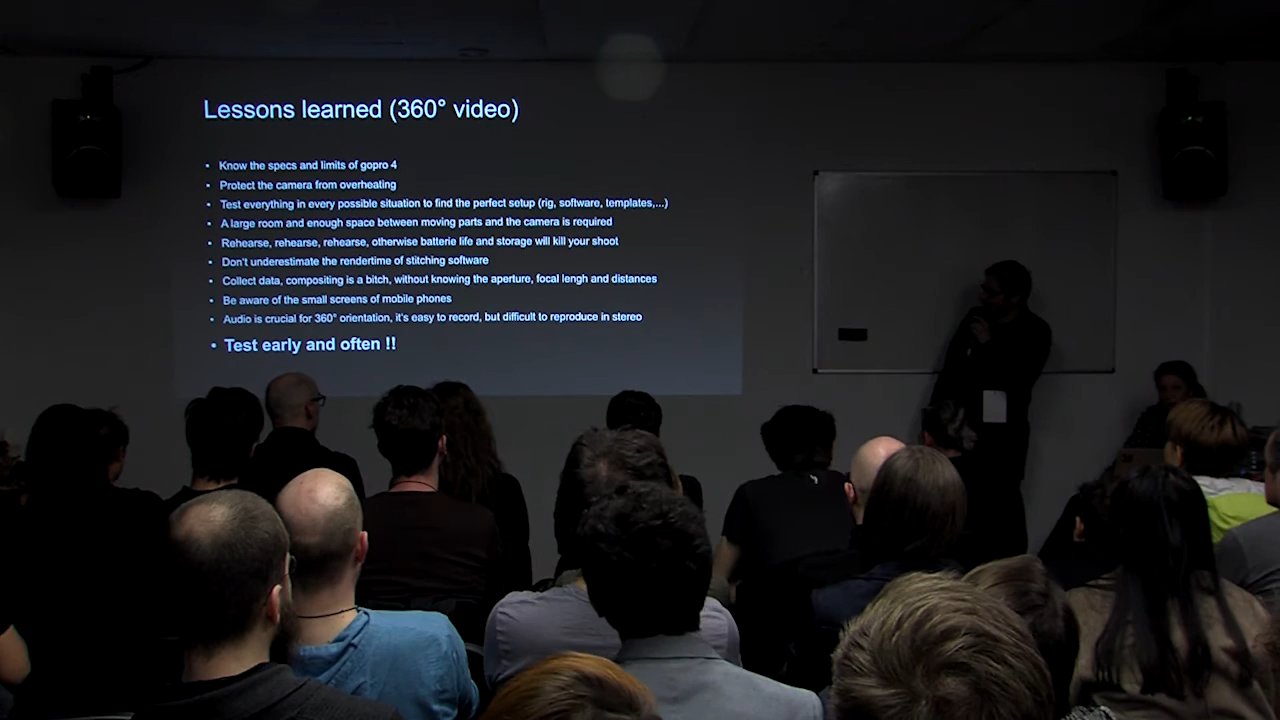 Lessons learned (360° video)
• Know the specs and limits of gopro 4
• Protect the camera from overheating
• Test everything in every possible situation to find the perfect setup (rig, software, templates,...)
• A large room and enough space between moving parts and the camera is required
• Rehearse, rehearse, rehearse, otherwise batterie life and storage will kill your shoot
• Don't underestimate the rendertime of stitching software
• Collect data, compositing is a bitch, without knowing the aperture, focal lengh and distances
• Be aware of the small screens of mobile phones
• Audio is crucial for 360° orientation, it's easy to record, but difficult to reproduce in stereo
• Test early and often !!